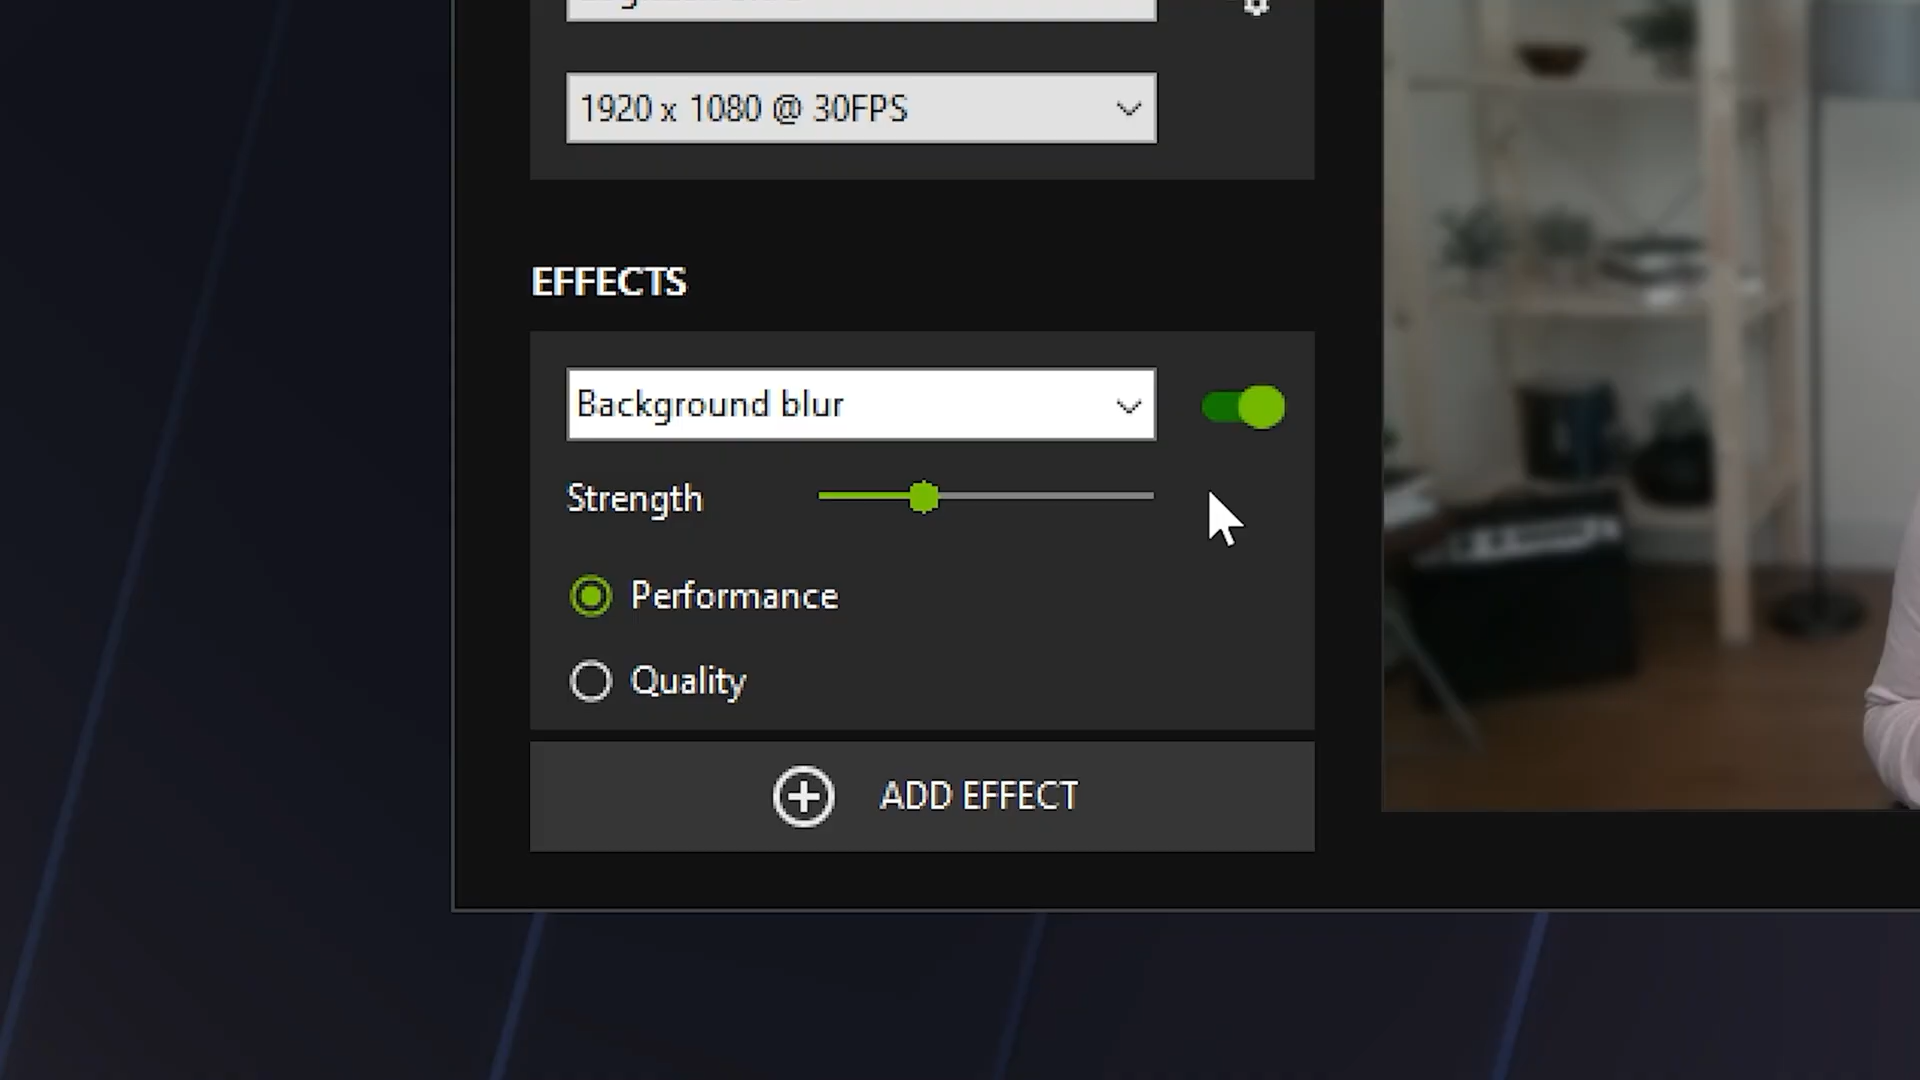 1920 x 1080 @ 30FPS
EFFECTS
Background blur
Strength
Performance
Quality
ADD EFFECT